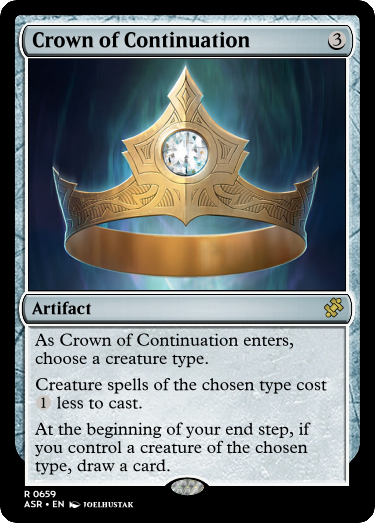 Crown of Continuation
3
Artifact
As Crown of Continuation enters,
choose a creature type.
Creature spells of the chosen type cost
1 less to cast.
At the beginning of your end step, if
you control a creature of the chosen
type, draw a card.
R 0659
ASR • EN JOELHUSTAK